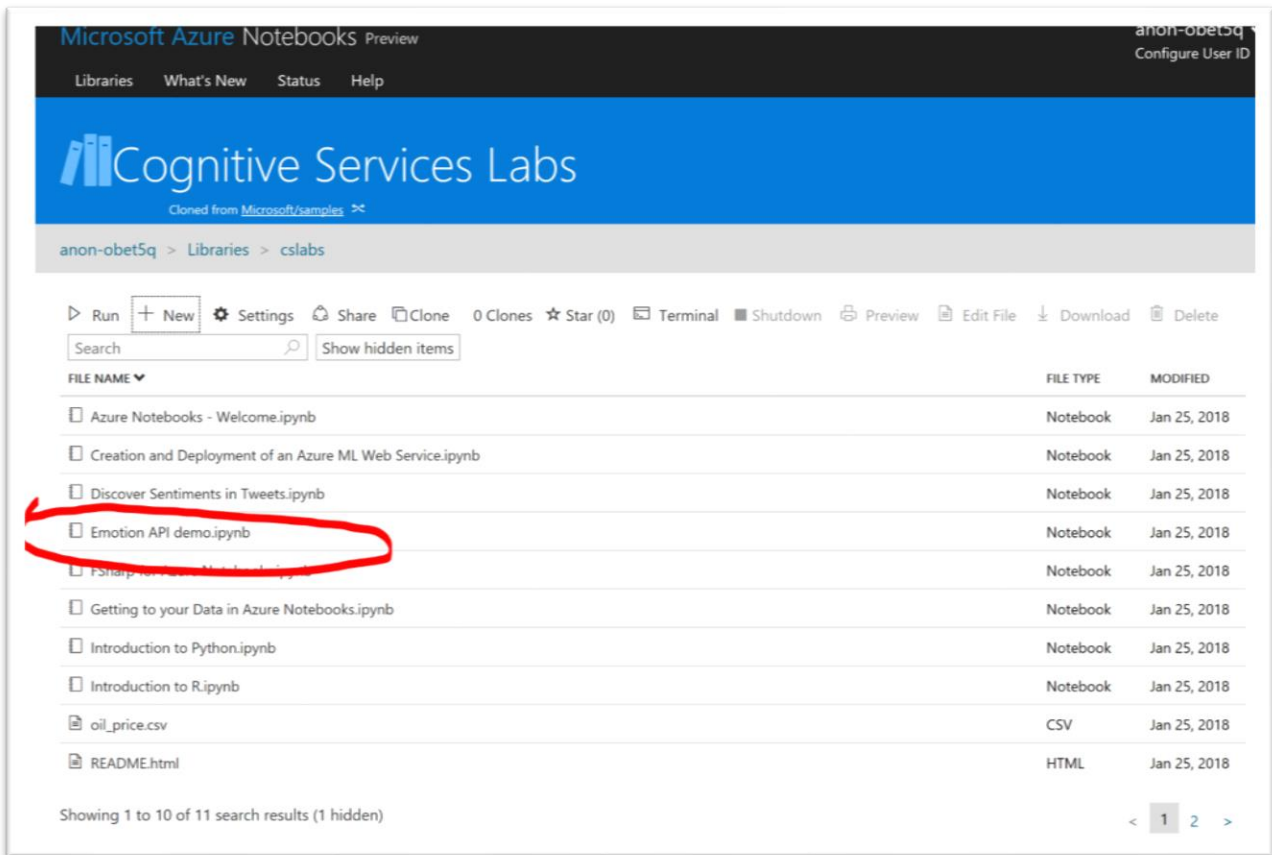 Microsoft Azure Notebooks Preview
anon-obet5q
Configure User ID
Libraries What's New Status Help
Cognitive Services Labs
Cloned from Microsoft/samples
anon-obet5q > Libraries > cslabs
Run + New Settings Share Clone 0 Clones Star (0) Terminal Shutdown Preview Edit File Download Delete
Search Show hidden items
FILE NAME FILE TYPE MODIFIED
Azure Notebooks - Welcome.ipynb Notebook Jan 25, 2018
Creation and Deployment of an Azure ML Web Service.ipynb Notebook Jan 25, 2018
Discover Sentiments in Tweets.ipynb Notebook Jan 25, 2018
Emotion API demo.ipynb Notebook Jan 25, 2018
FSharp for Azure Notebooks.ipynb Notebook Jan 25, 2018
Getting to your Data in Azure Notebooks.ipynb Notebook Jan 25, 2018
Introduction to Python.ipynb Notebook Jan 25, 2018
Introduction to R.ipynb Notebook Jan 25, 2018
oil_price.csv CSV Jan 25, 2018
README.html HTML Jan 25, 2018
Showing 1 to 10 of 11 search results (1 hidden)
< 1 2 >